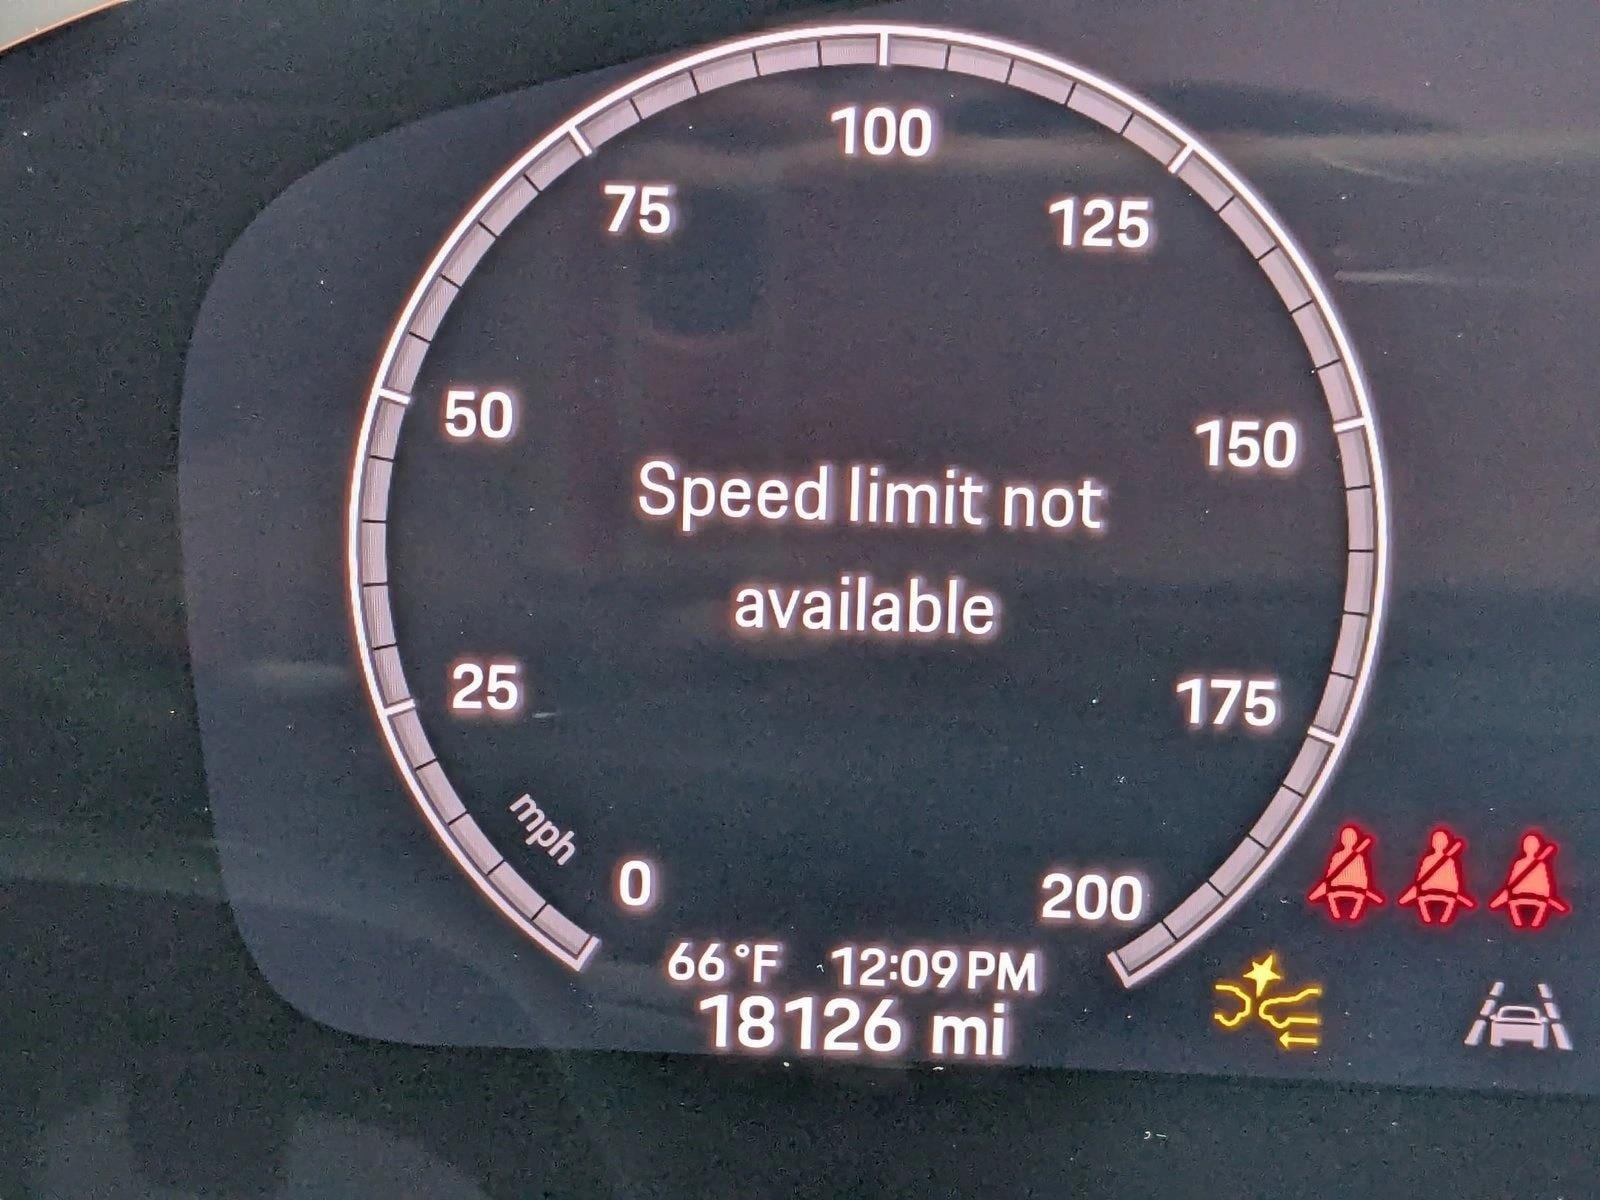 100
75
125
50
150
Speed limit not
available
25
175
mph
0
200
66°F 12:09 PM
18126 mi